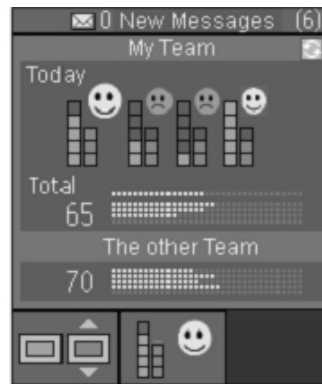 0 New Messages (6)
My Team
Today
Total
65
The other Team
70